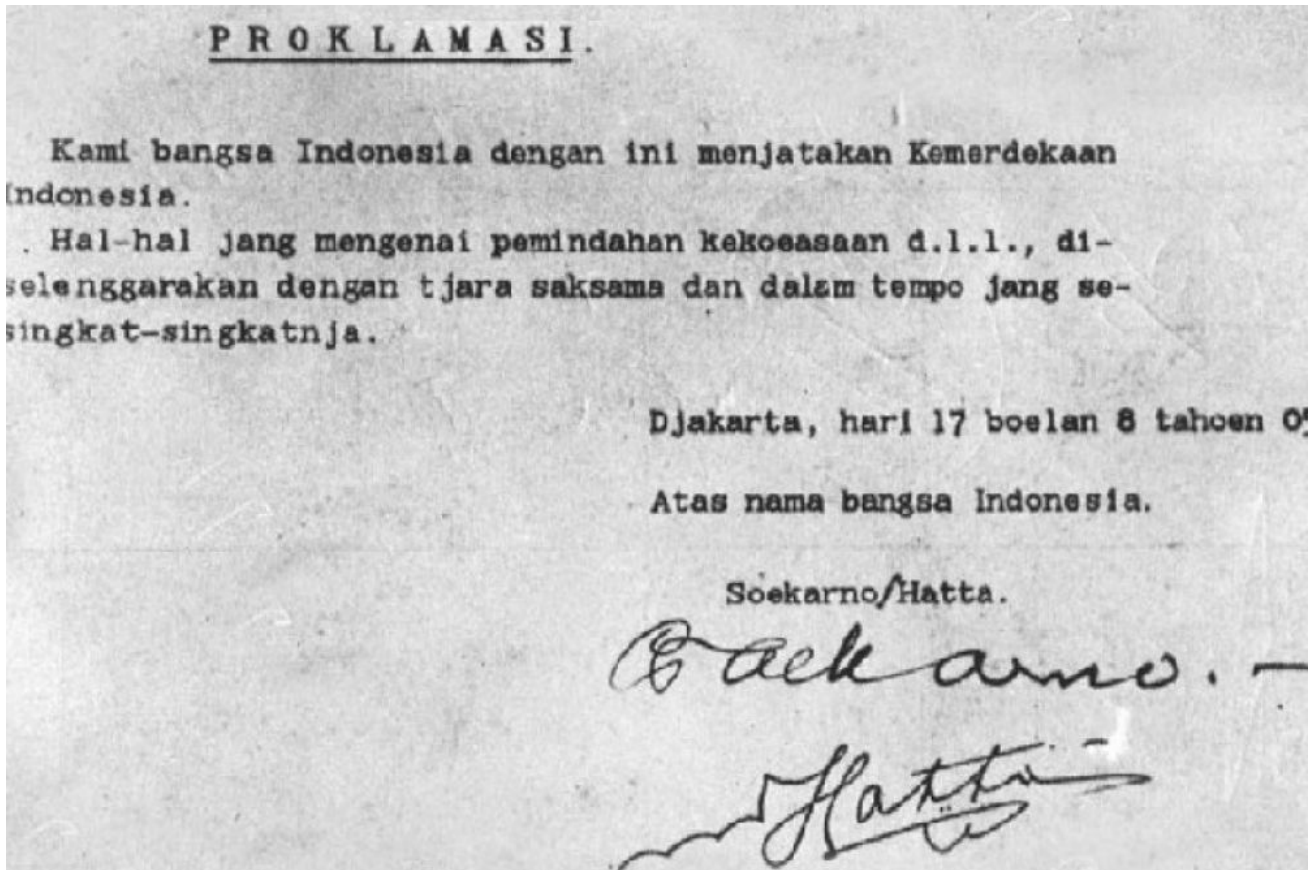 PROKLAMASI.
Kami bangsa Indonesia dengan ini menjatakan Kemerdekaan
Indonesia.
Hal-hal jang mengenai pemindahan kekoeasaan d.l.l., di-
selenggarakan dengan tjara saksama dan dalam tempo jang se-
singkat-singkatnja.
Djakarta, hari 17 boelan 8 tahoen 05
Atas nama bangsa Indonesia.
Soekarno/Hatta.
Soekarno.
Hatta